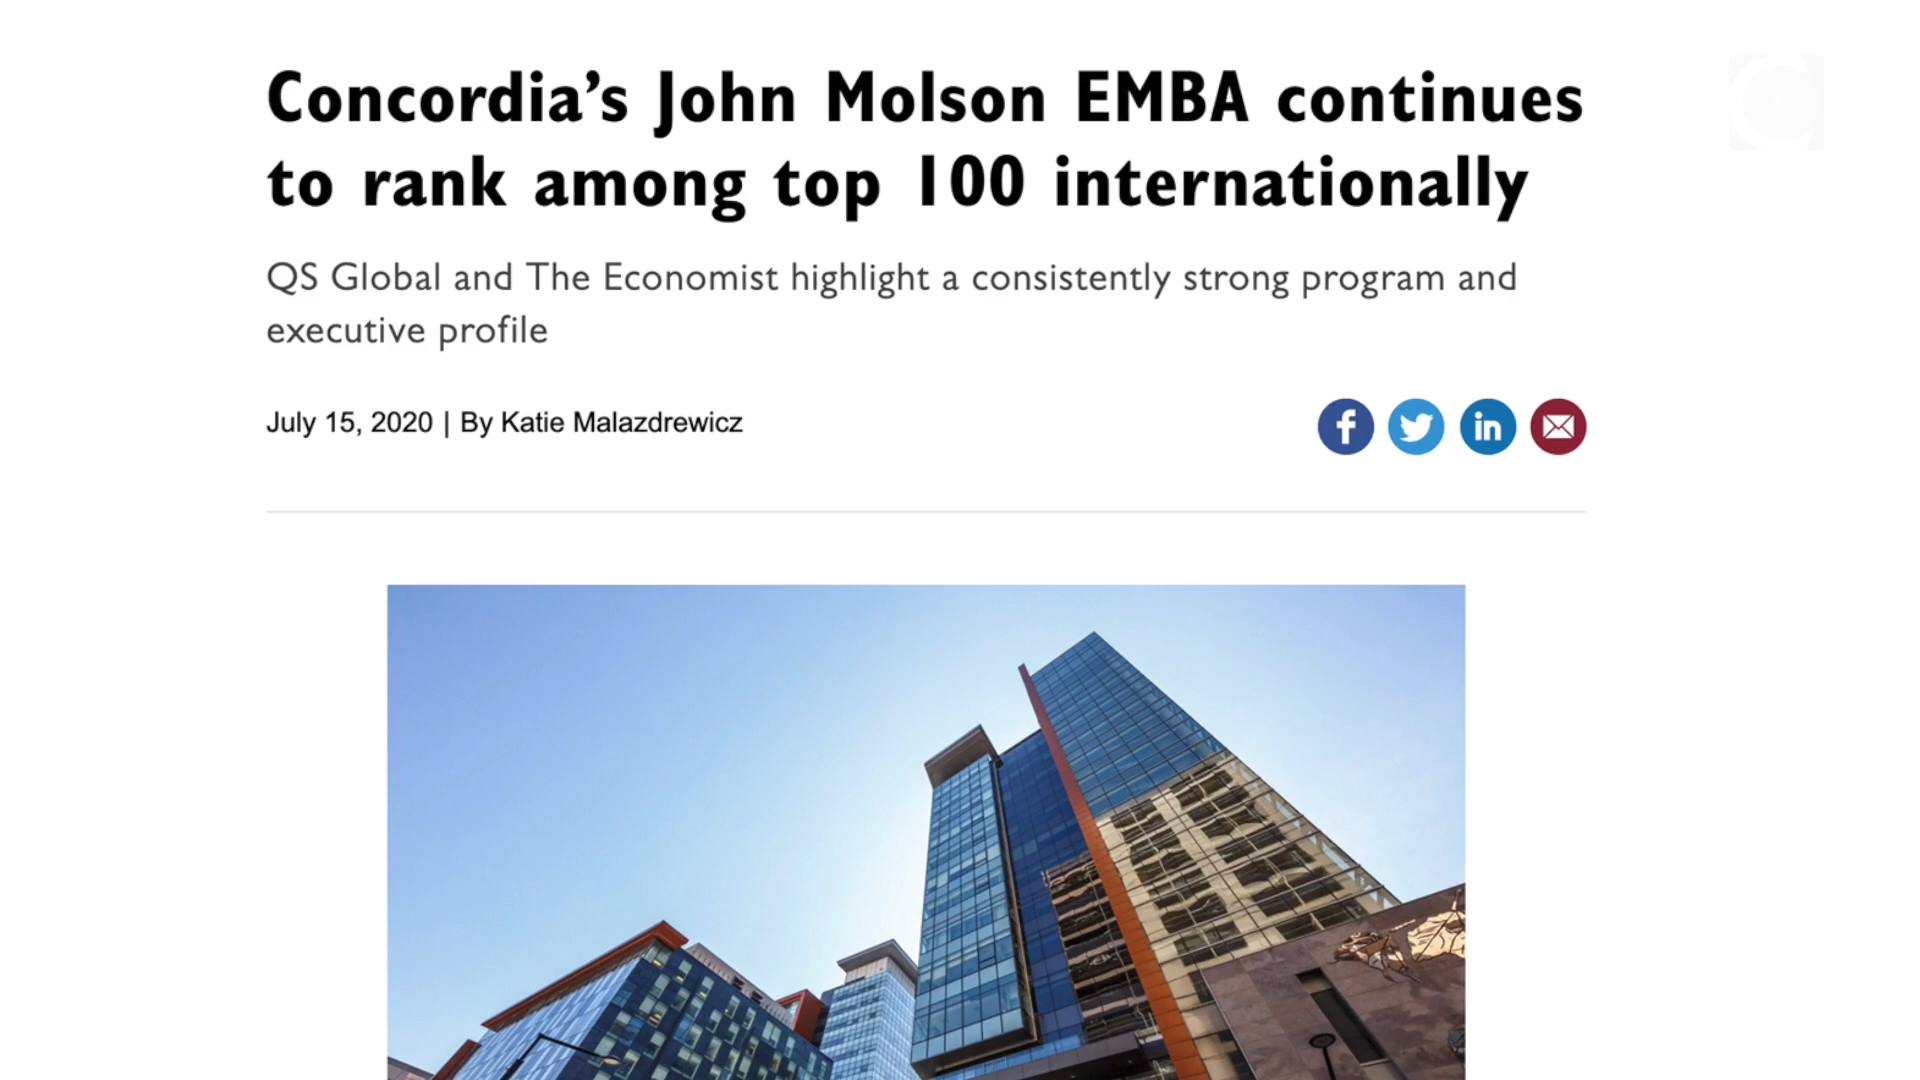 Concordia’s John Molson EMBA continues
to rank among top 100 internationally
QS Global and The Economist highlight a consistently strong program and
executive profile
July 15, 2020 | By Katie Malazdrewicz